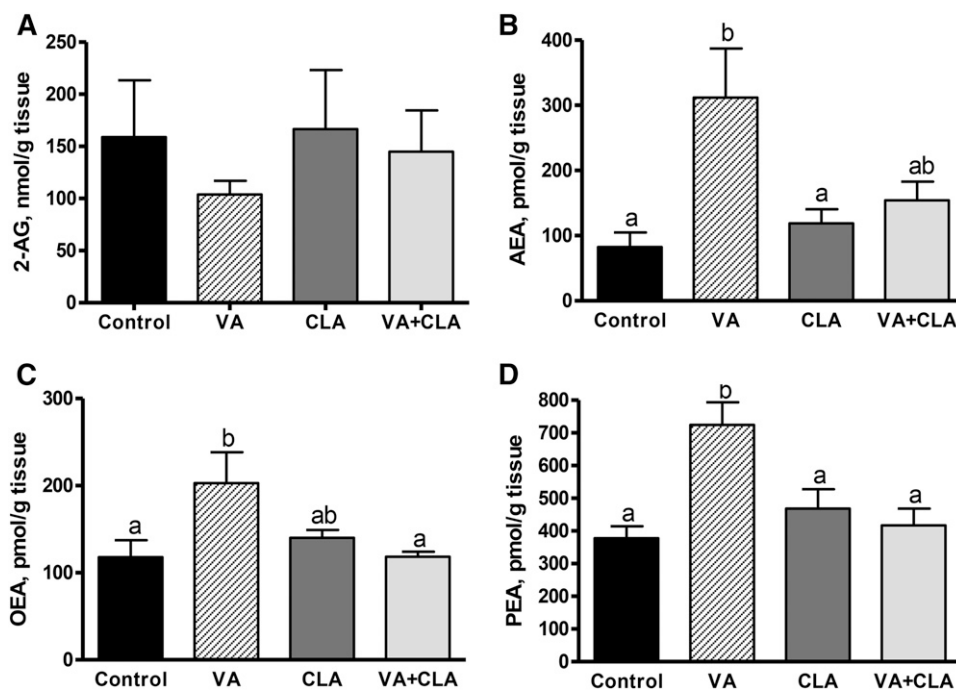 A
2-AG, nmol/g tissue
250
200
150
100
50
0
Control VA CLA VA+CLA
B
AEA, pmol/g tissue
400
300
200
100
0
a b a ab
Control VA CLA VA+CLA
C
OEA, pmol/g tissue
300
200
100
0
a b ab a
Control VA CLA VA+CLA
D
PEA, pmol/g tissue
800
700
600
500
400
300
200
100
0
a b a a
Control VA CLA VA+CLA